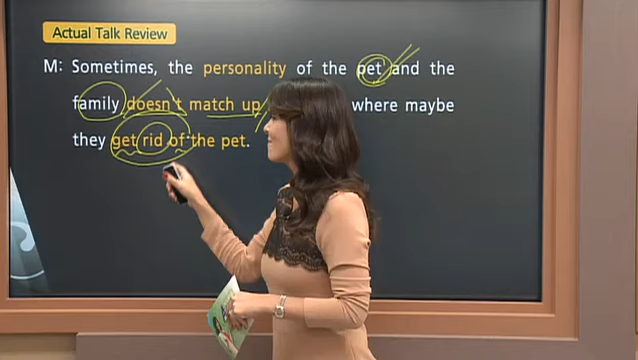 Actual Talk Review
M: Sometimes, the personality of the pet and the
family doesn't match up where maybe
they get rid of the pet.